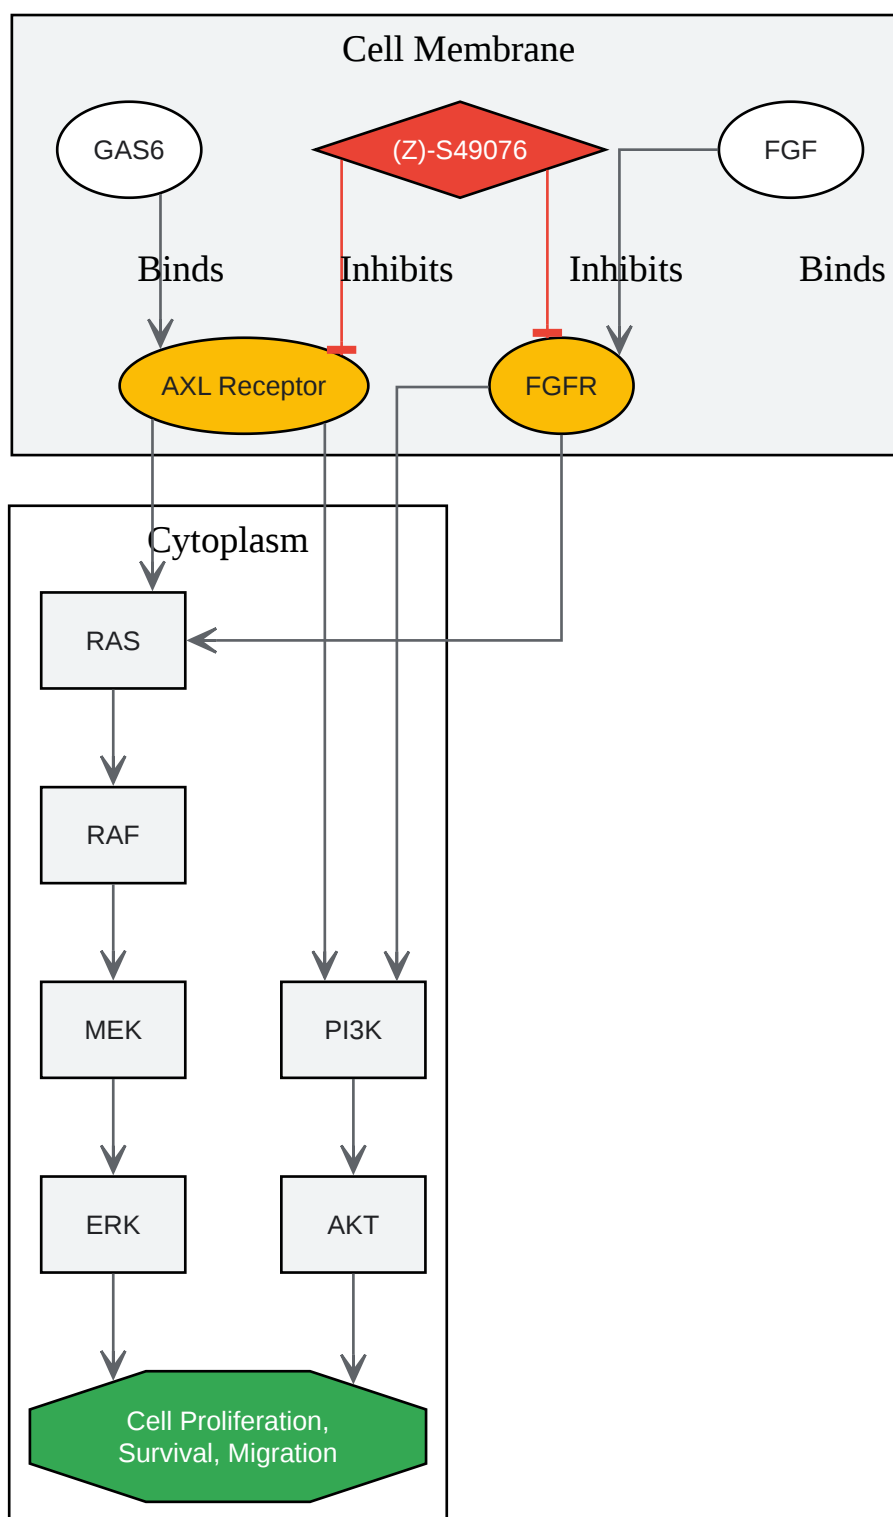 Cell Membrane
GAS6
(Z)-S49076
FGF
Binds
Inhibits
Inhibits
Binds
AXL Receptor
FGFR
Cytoplasm
RAS
RAF
MEK
PI3K
ERK
AKT
Cell Proliferation,
Survival, Migration